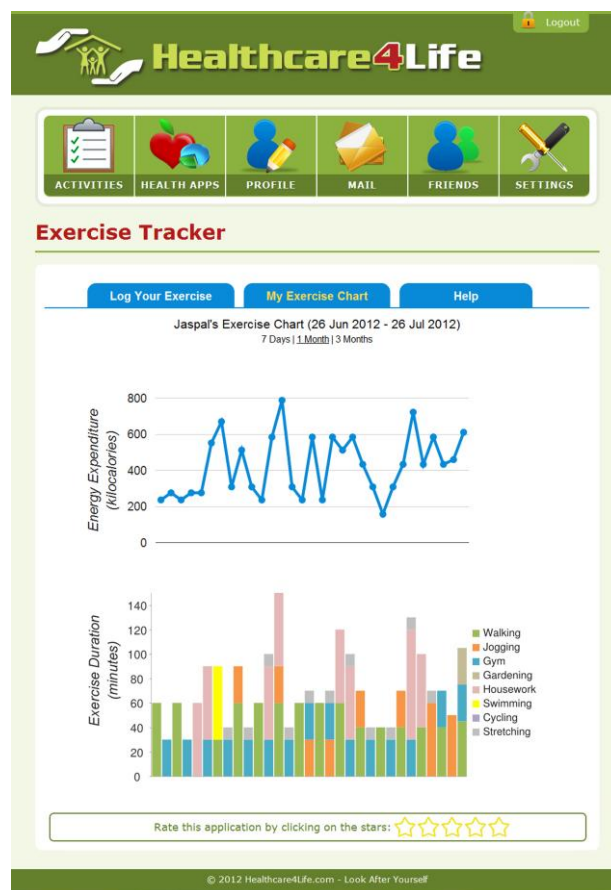 Logout
Healthcare4Life
ACTIVITIES HEALTH APPS PROFILE MAIL FRIENDS SETTINGS
Exercise Tracker
Log Your Exercise My Exercise Chart Help
Jaspal's Exercise Chart (26 Jun 2012 - 26 Jul 2012)
7 Days | 1 Month | 3 Months
Energy Expenditure
(kilocalories)
800
600
400
200
0
Exercise Duration
(minutes)
140
120
100
80
60
40
20
0
Walking
Jogging
Gym
Gardening
Housework
Swimming
Cycling
Stretching
Rate this application by clicking on the stars:
© 2012 Healthcare4Life.com - Look After Yourself